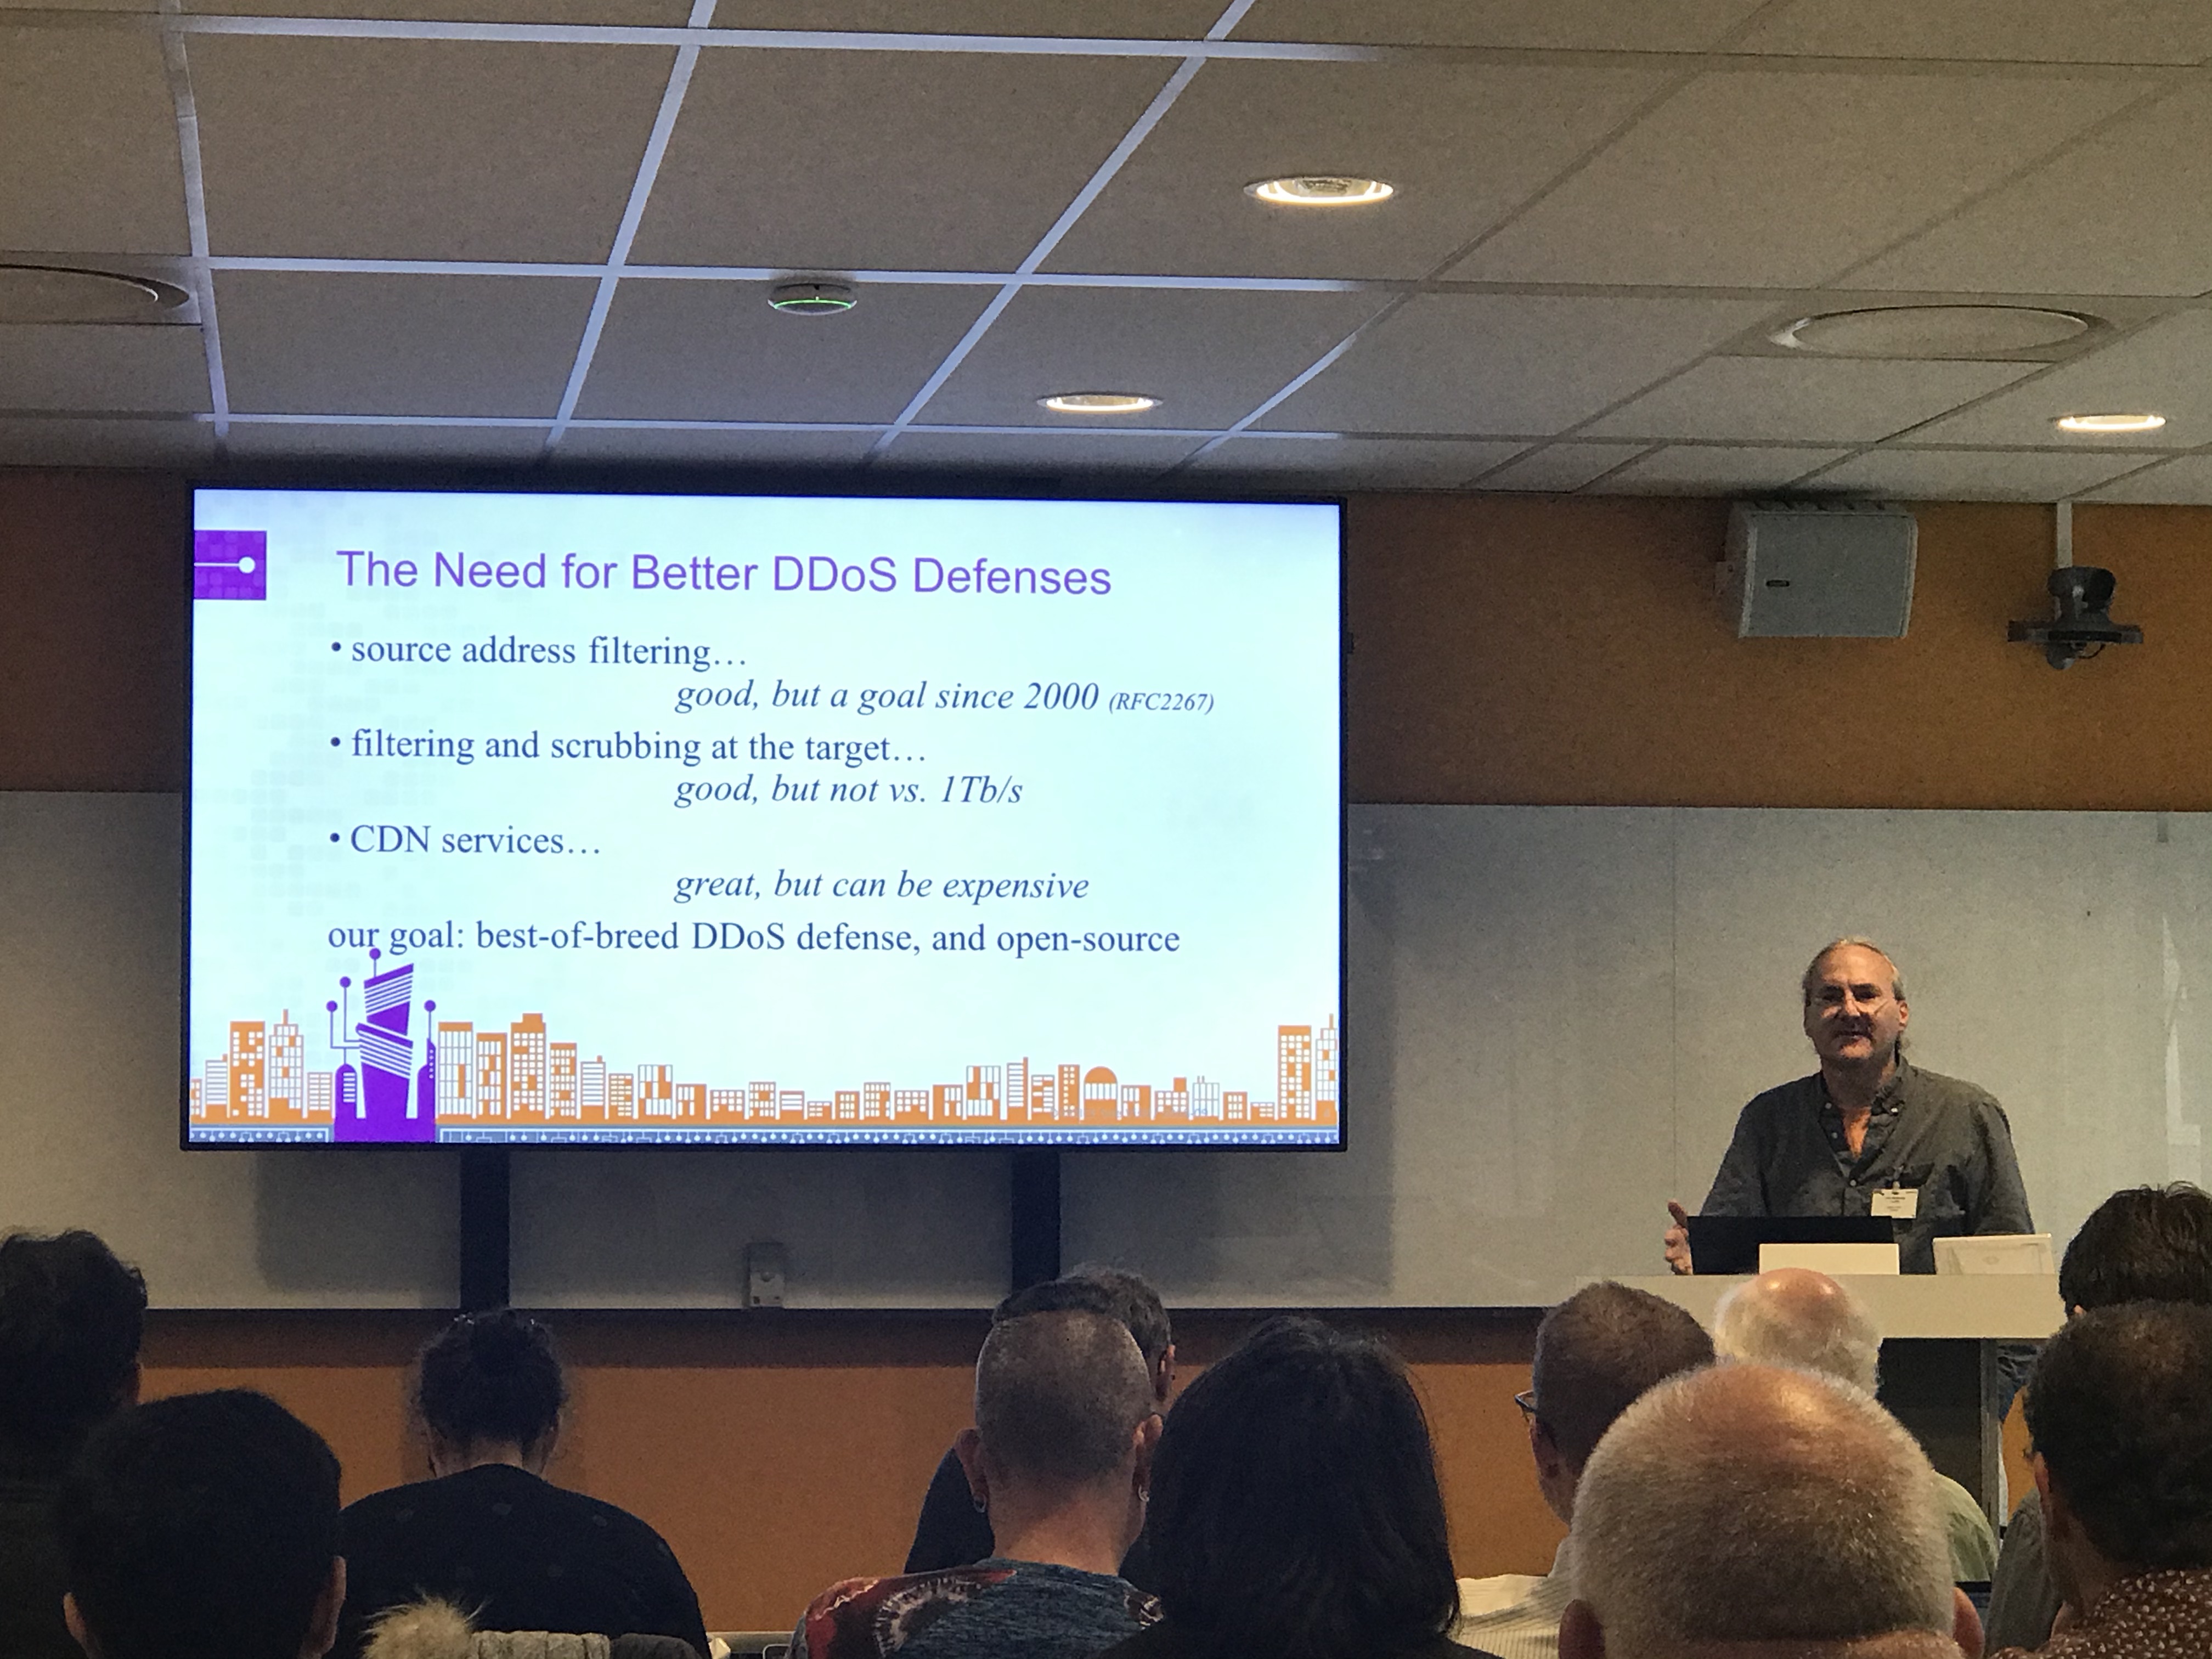 The Need for Better DDoS Defenses
• source address filtering…
good, but a goal since 2000 (RFC2267)
• filtering and scrubbing at the target…
good, but not vs. 1Tb/s
• CDN services…
great, but can be expensive
our goal: best-of-breed DDoS defense, and open-source